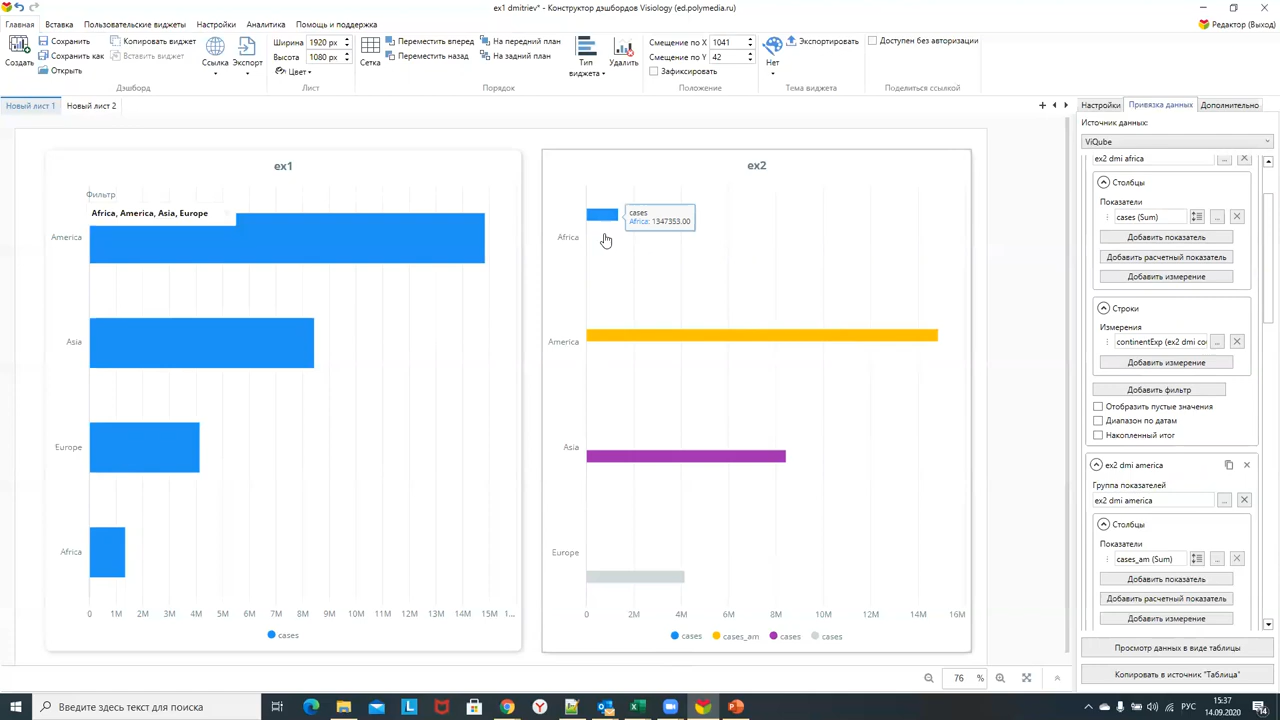 ex1 dmitriev* - Конструктор дэшбордов Visiology (ed.polymedia.ru)
Главная Вставка Пользовательские виджеты Настройки Аналитика Помощь и поддержка
Редактор (Выход)
Создать
Сохранить
Сохранить как
Открыть
Копировать виджет
Вставить виджет
Ссылка
Экспорт
Дэшборд
Ширина 1920 px
Высота 1080 px
Цвет
Лист
Сетка
Переместить вперед
Переместить назад
На передний план
На задний план
Порядок
Тип виджета
Удалить
Смещение по X 1041
Смещение по Y 42
Зафиксировать
Положение
Нет
Экспортировать
Тема виджета
Доступен без авторизации
Поделиться ссылкой
Новый лист 1 Новый лист 2
ex1
Фильтр
Africa, America, Asia, Europe
America
Asia
Europe
Africa
0 1M 2M 3M 4M 5M 6M 7M 8M 9M 10M 11M 12M 13M 14M 15M 1...
cases
ex2
cases
Africa: 1347353.00
Africa
America
Asia
Europe
0 2M 4M 6M 8M 10M 12M 14M 16M
cases cases_am cases cases
76 %
Настройки Привязка данных Дополнительно
Источник данных:
ViQube
ex2 dmi africa ...
Столбцы
Показатели
cases (Sum) ...
Добавить показатель
Добавить расчетный показатель
Добавить измерение
Строки
Измерения
continentExp (ex2 dmi co ...
Добавить измерение
Добавить фильтр
Отобразить пустые значения
Диапазон по датам
Накопленный итог
ex2 dmi america
Группа показателей
ex2 dmi america ...
Столбцы
Показатели
cases_am (Sum) ...
Добавить показатель
Добавить расчетный показатель
Добавить измерение
Просмотр данных в виде таблицы
Копировать в источник "Таблица"
Введите здесь текст для поиска
РУС
15:37
14.09.2020
14